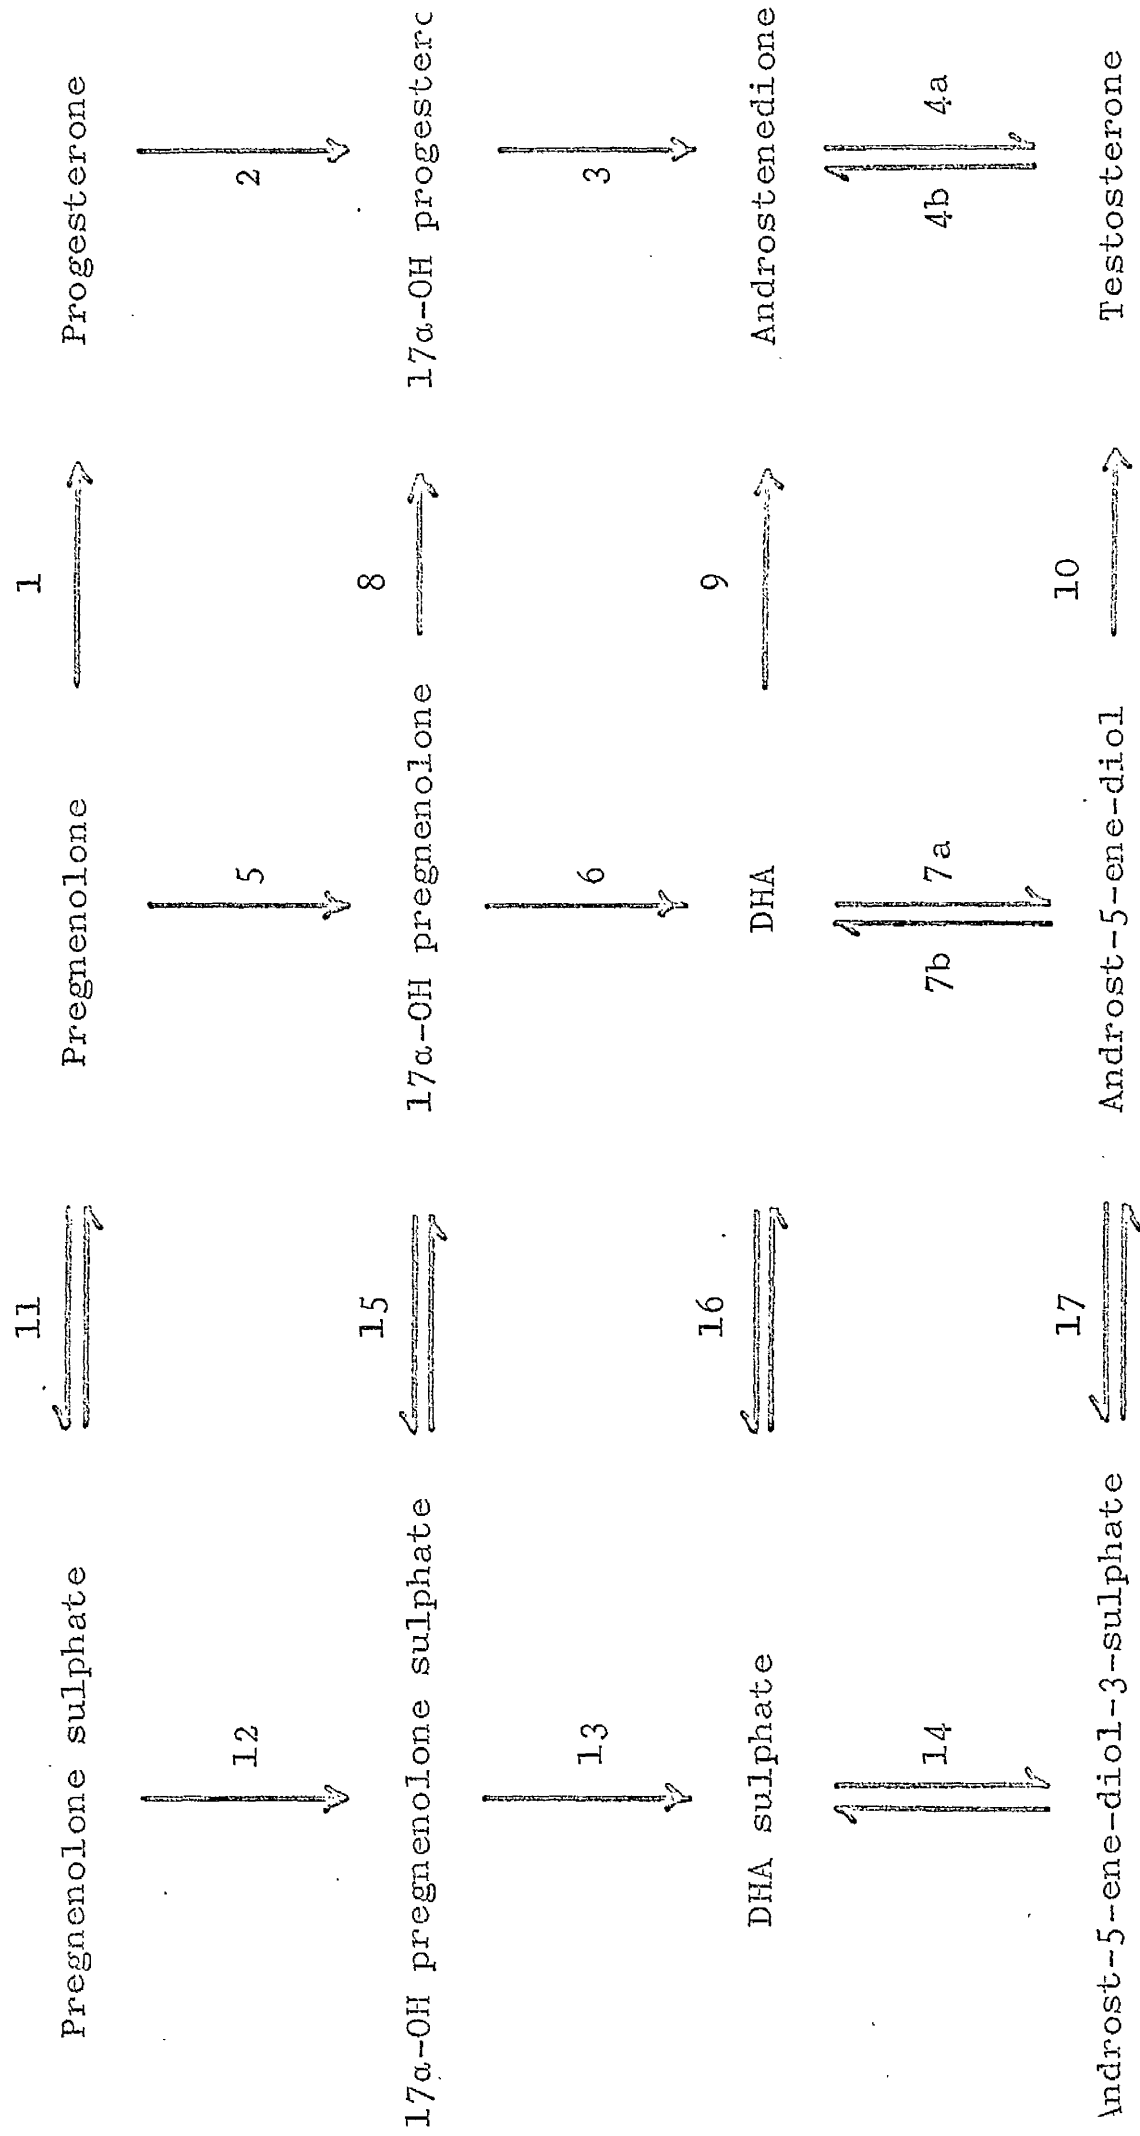 11 1
Pregnenolone sulphate Pregnenolone Progesterone
12 5 2
15 8
17α-OH pregnenolone sulphate 17α-OH pregnenolone 17α-OH progester
13 6 3
16 9
DHA sulphate DHA Androstenedione
14 7b 7a 4b 4a
17 10
ndrost-5-ene-diol-3-sulphate Androst-5-ene-diol Testosterone